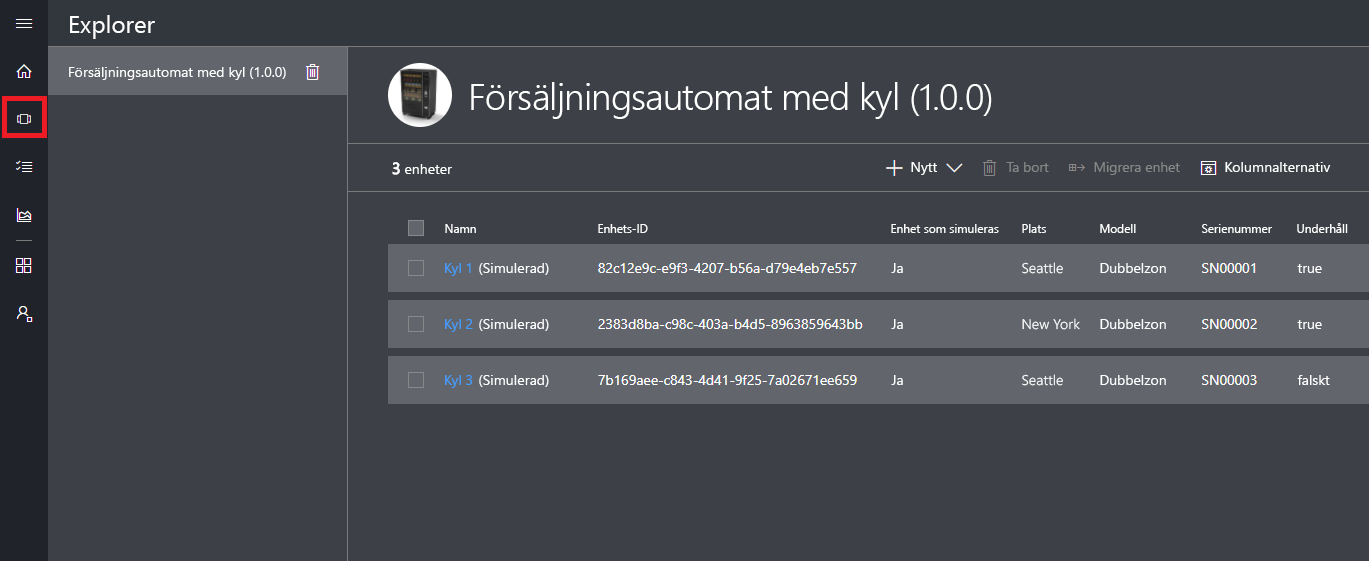 Explorer
Försäljningsautomat med kyl (1.0.0)
Försäljningsautomat med kyl (1.0.0)
3 enheter Nytt Ta bort Migrera enhet Kolumnalternativ
Namn Enhets-ID Enhet som simuleras Plats Modell Serienummer Underhåll
Kyl 1 (Simulerad) 82c12e9c-e9f3-4207-b56a-d79e4eb7e557 Ja Seattle Dubbelzon SN00001 true
Kyl 2 (Simulerad) 2383d8ba-c98c-403a-b4d5-8963859643bb Ja New York Dubbelzon SN00002 true
Kyl 3 (Simulerad) 7b169aee-c843-4d41-9f25-7a02671ee659 Ja Seattle Dubbelzon SN00003 falskt